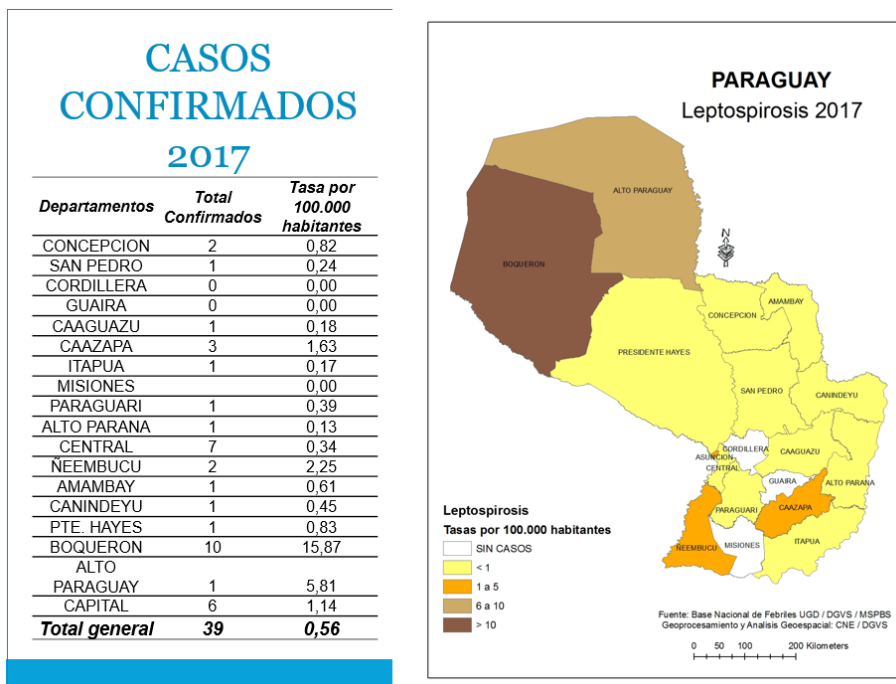 CASOS
CONFIRMADOS
2017
Departamentos Total Confirmados Tasa por 100.000 habitantes
CONCEPCION 2 0,82
SAN PEDRO 1 0,24
CORDILLERA 0 0,00
GUAIRA 0 0,00
CAAGUAZU 1 0,18
CAAZAPA 3 1,63
ITAPUA 1 0,17
MISIONES 0,00
PARAGUARI 1 0,39
ALTO PARANA 1 0,13
CENTRAL 7 0,34
ÑEEMBUCU 2 2,25
AMAMBAY 1 0,61
CANINDEYU 1 0,45
PTE. HAYES 1 0,83
BOQUERON 10 15,87
ALTO
PARAGUAY 1 5,81
CAPITAL 6 1,14
Total general 39 0,56
PARAGUAY
Leptospirosis 2017
ALTO PARAGUAY
N
BOQUERON
AMAMBAY
CONCEPCION
PRESIDENTE HAYES
SAN PEDRO
CANINDEYU
CORDILLERA
CAAGUAZU
ASUNCION
CENTRAL
GUAIRA
ALTO PARANA
PARAGUARI
CAAZAPA
ITAPUA
MISIONES
ÑEEMBUCU
Leptospirosis
Tasas por 100.000 habitantes
SIN CASOS
< 1
1 a 5
6 a 10
> 10
Fuente: Base Nacional de Febriles UGD / DGVS / MSPBS
Geoprocesamiento y Analisis Geoespacial: CNE / DGVS
0 50 100 200 Kilometers